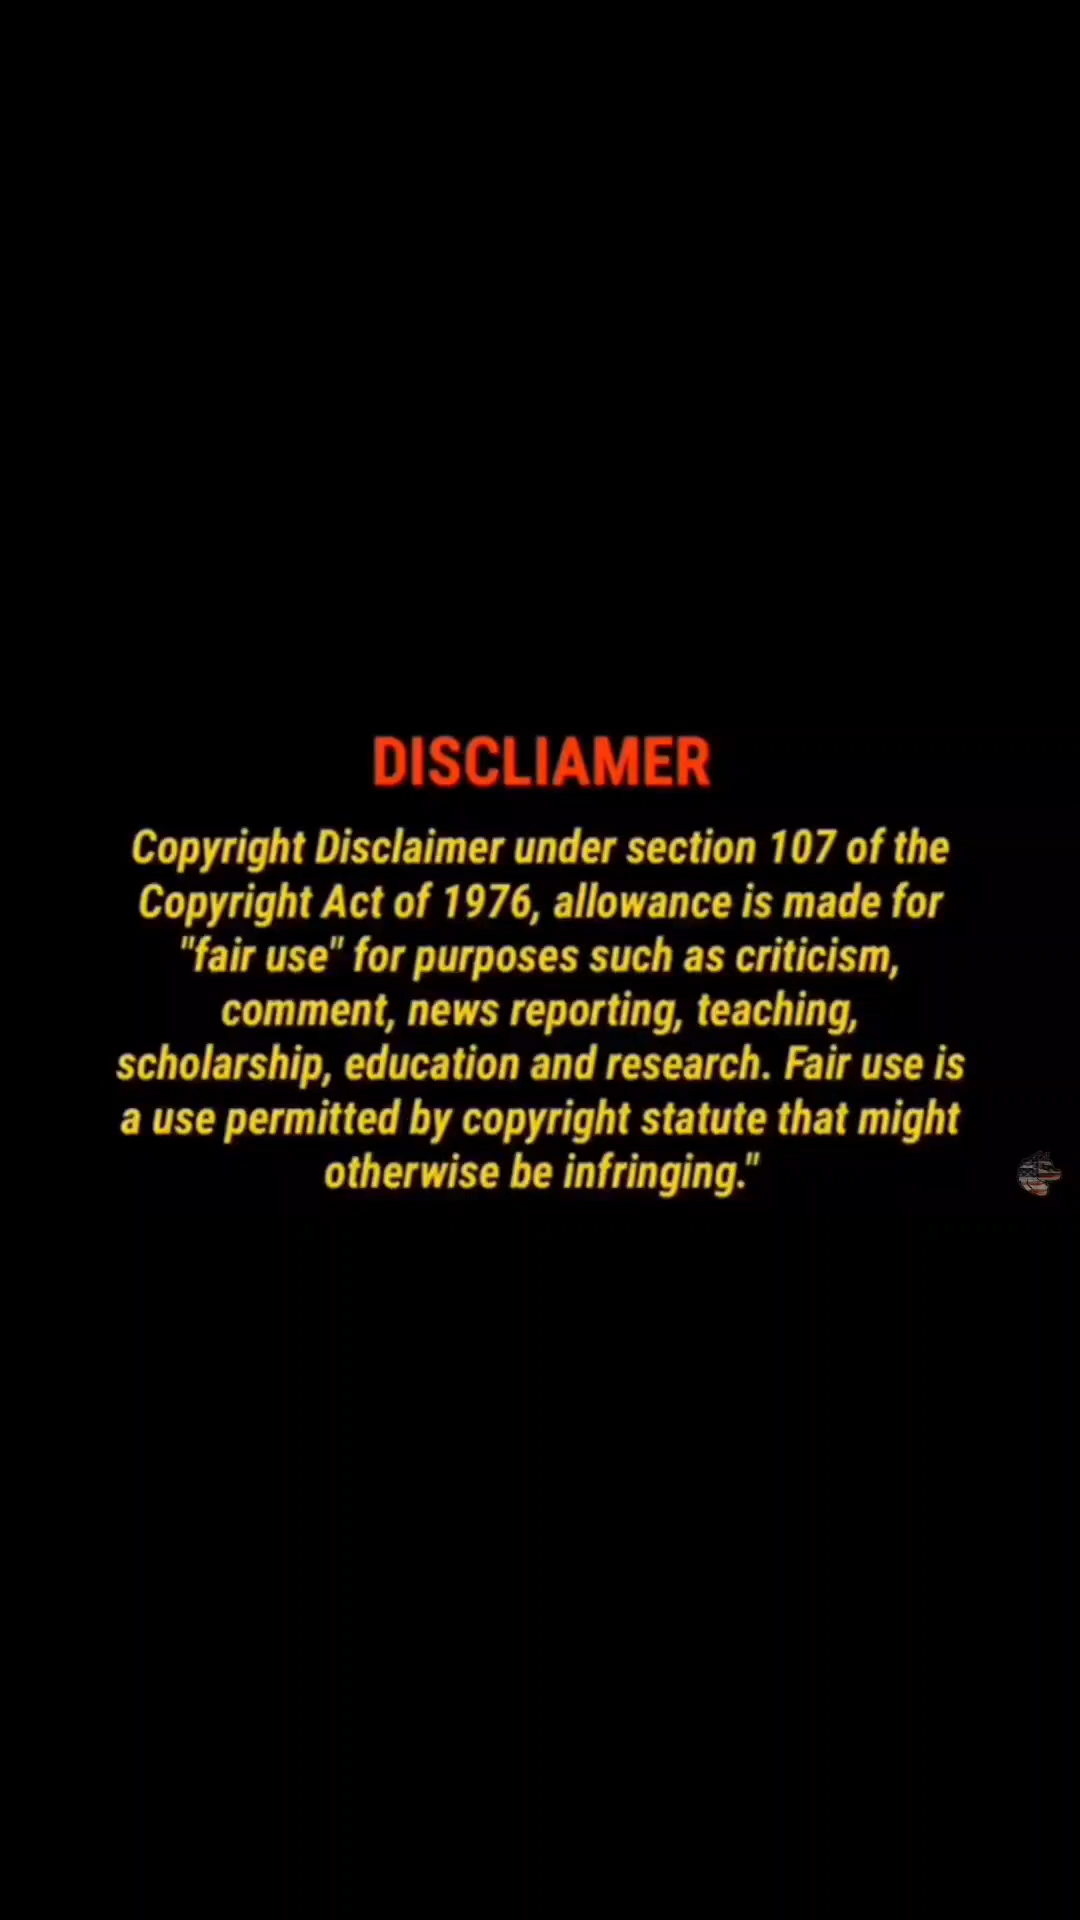 DISCLIAMER
Copyright Disclaimer under section 107 of the
Copyright Act of 1976, allowance is made for
"fair use" for purposes such as criticism,
comment, news reporting, teaching,
scholarship, education and research. Fair use is
a use permitted by copyright statute that might
otherwise be infringing."